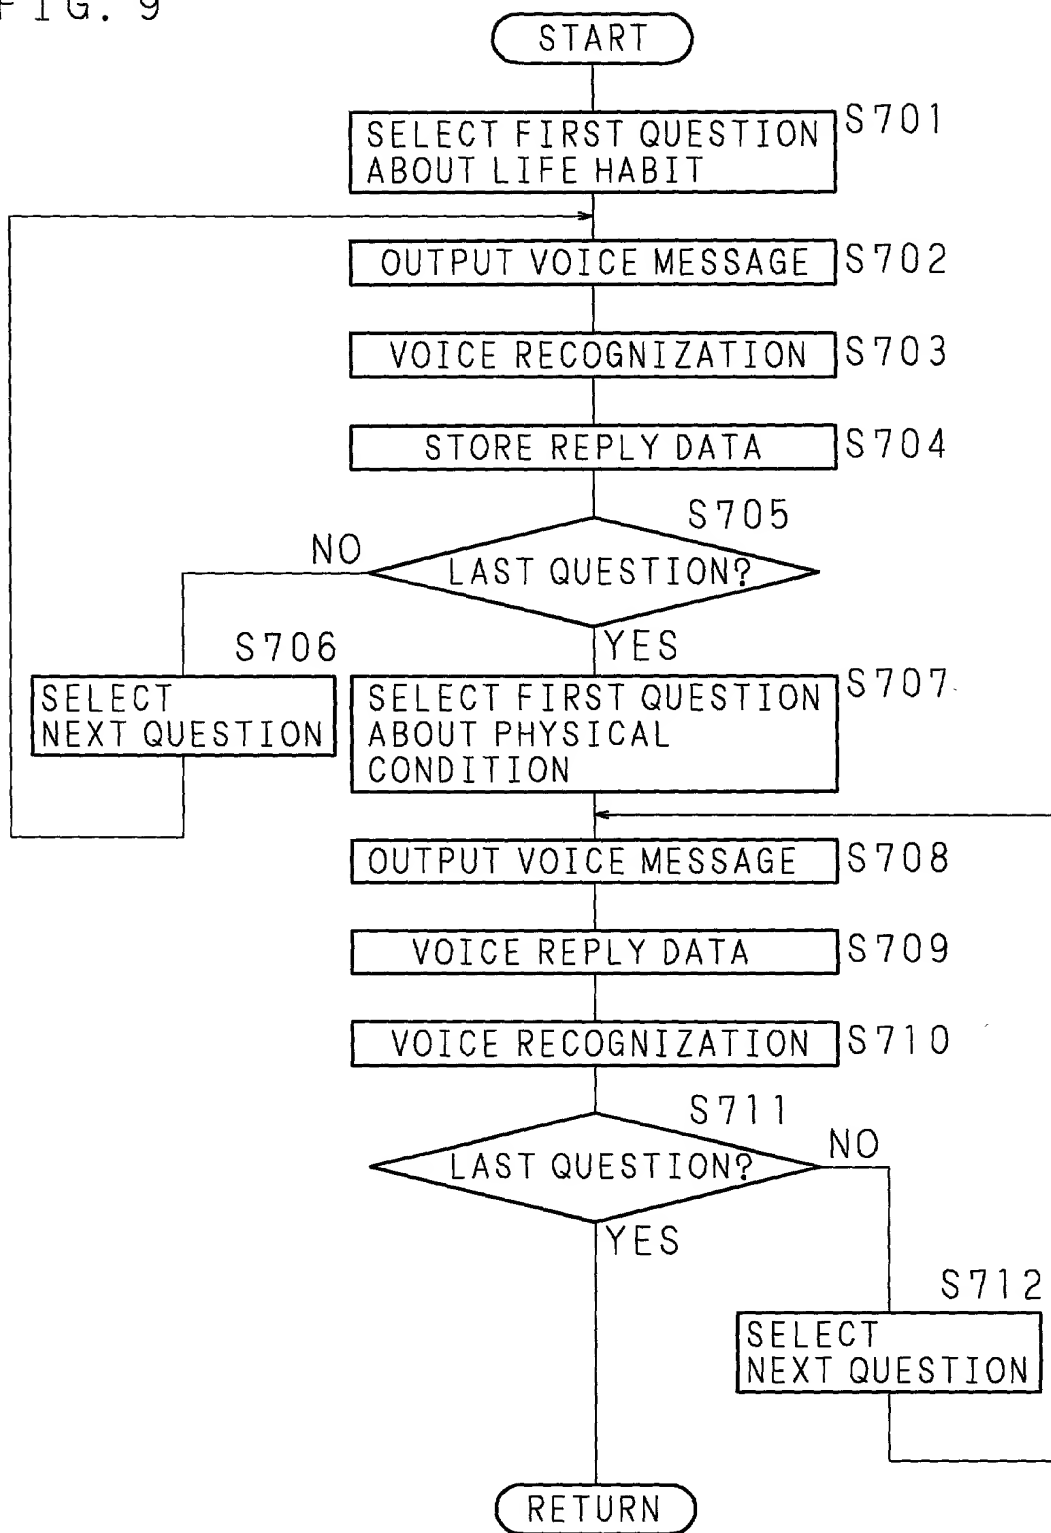 FIG. 9
START
SELECT FIRST QUESTION
ABOUT LIFE HABIT
S701
OUTPUT VOICE MESSAGE
S702
VOICE RECOGNIZATION
S703
STORE REPLY DATA
S704
S705
LAST QUESTION?
NO
YES
S706
SELECT
NEXT QUESTION
SELECT FIRST QUESTION
ABOUT PHYSICAL
CONDITION
S707
OUTPUT VOICE MESSAGE
S708
VOICE REPLY DATA
S709
VOICE RECOGNIZATION
S710
S711
LAST QUESTION?
NO
YES
S712
SELECT
NEXT QUESTION
RETURN